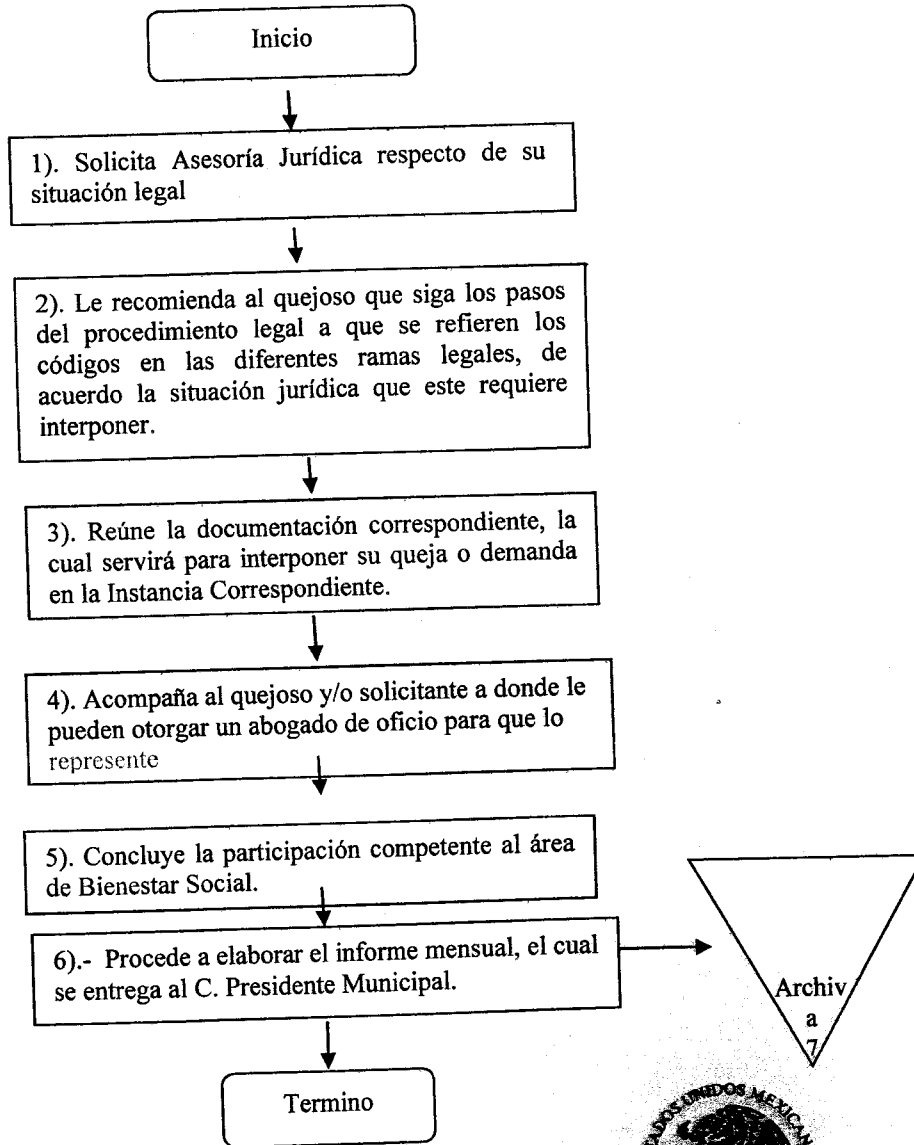 Inicio
1). Solicita Asesoría Jurídica respecto de su
situación legal
2). Le recomienda al quejoso que siga los pasos
del procedimiento legal a que se refieren los
códigos en las diferentes ramas legales, de
acuerdo la situación jurídica que este requiere
interponer.
3). Reúne la documentación correspondiente, la
cual servirá para interponer su queja o demanda
en la Instancia Correspondiente.
4). Acompaña al quejoso y/o solicitante a donde le
pueden otorgar un abogado de oficio para que lo
represente
5). Concluye la participación competente al área
de Bienestar Social.
6).- Procede a elaborar el informe mensual, el cual
se entrega al C. Presidente Municipal.
Archiv
a
7
Termino
UNIDOS